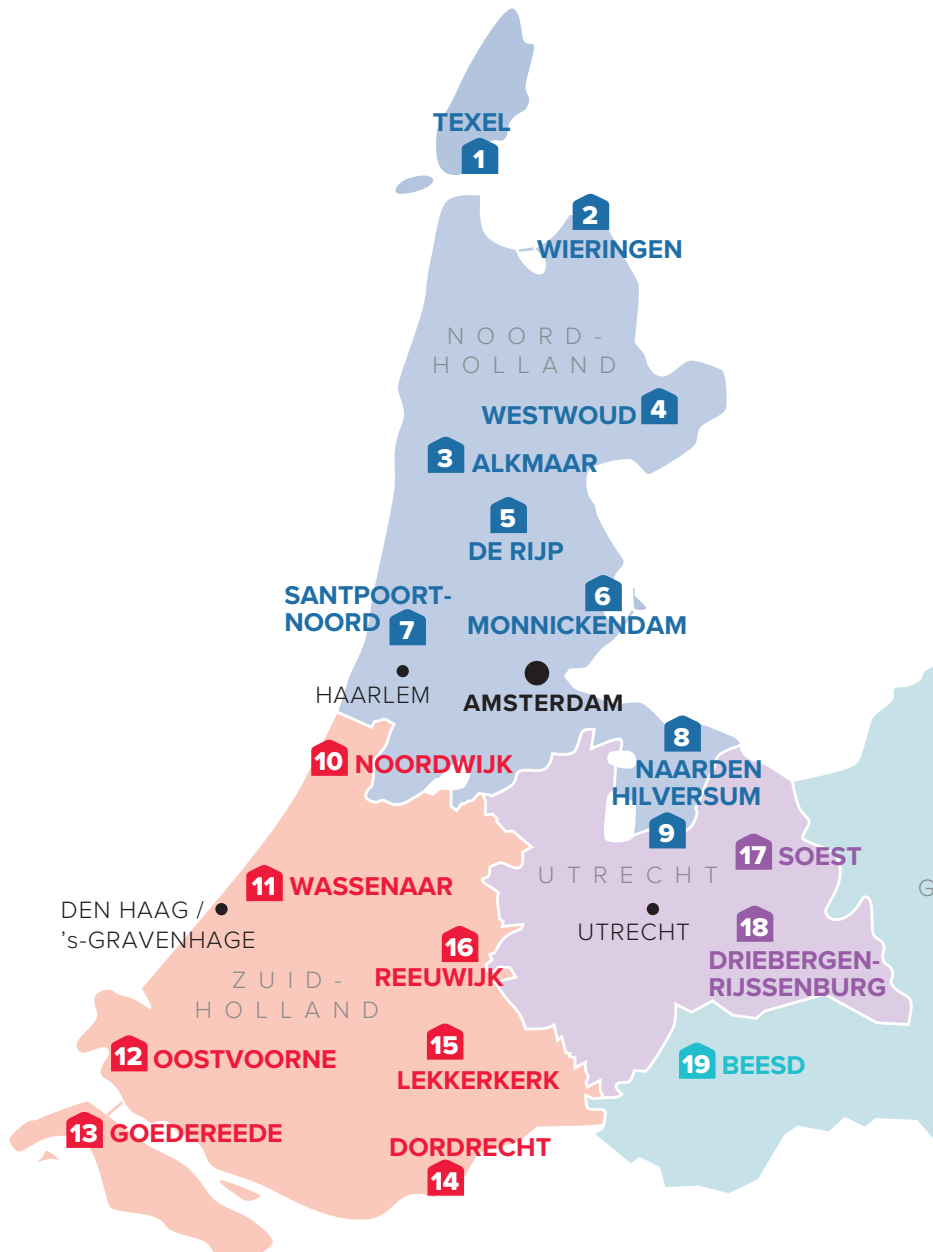 TEXEL
1
2
WIERINGEN
NOORD-
HOLLAND
WESTWOUD 4
3 ALKMAAR
5
DE RIJP
SANTPOORT-
NOORD 7
6
MONNICKENDAM
HAARLEM
AMSTERDAM
8
NAARDEN
HILVERSUM
9
10 NOORDWIJK
17 SOEST
UTRECHT
11 WASSENAAR
G
DEN HAAG /
's-GRAVENHAGE
UTRECHT
18
DRIEBERGEN-
RIJSSENBURG
16
REEUWIJK
ZUID-
HOLLAND
12 OOSTVOORNE
15
LEKKERKERK
19 BEESD
13 GOEDEREEDE
DORDRECHT
14